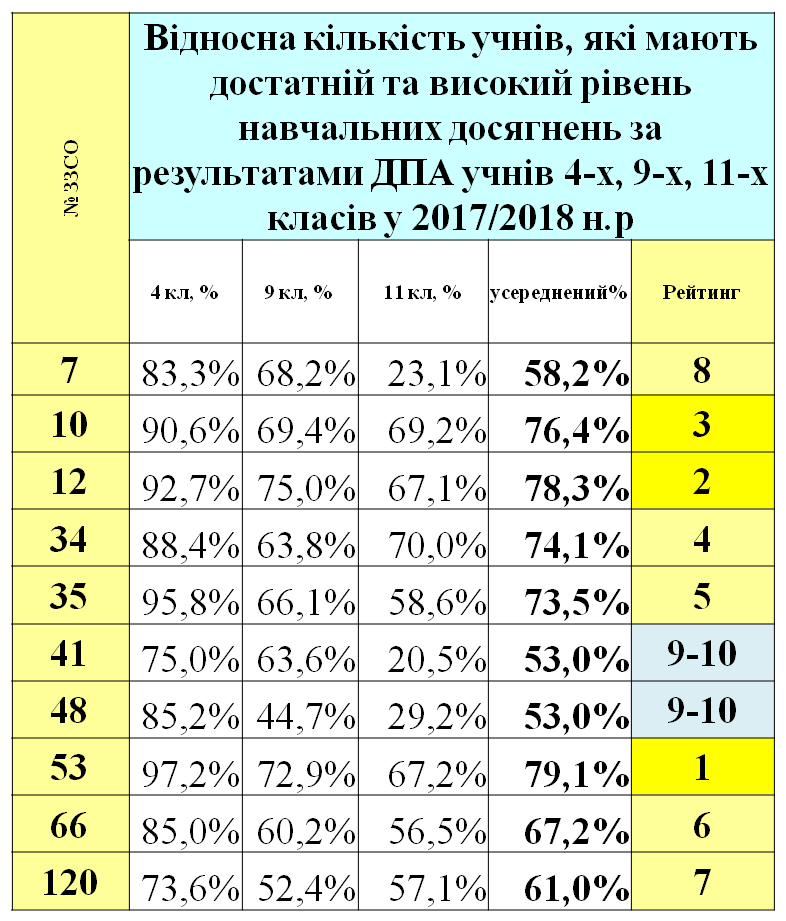 № ЗЗСО
Відносна кількість учнів, які мають
достатній та високий рівень
навчальних досягнень за
результатами ДПА учнів 4-х, 9-х, 11-х
класів у 2017/2018 н.р
4 кл, % 9 кл, % 11 кл, % усереднений% Рейтинг
7 83,3% 68,2% 23,1% 58,2% 8
10 90,6% 69,4% 69,2% 76,4% 3
12 92,7% 75,0% 67,1% 78,3% 2
34 88,4% 63,8% 70,0% 74,1% 4
35 95,8% 66,1% 58,6% 73,5% 5
41 75,0% 63,6% 20,5% 53,0% 9-10
48 85,2% 44,7% 29,2% 53,0% 9-10
53 97,2% 72,9% 67,2% 79,1% 1
66 85,0% 60,2% 56,5% 67,2% 6
120 73,6% 52,4% 57,1% 61,0% 7